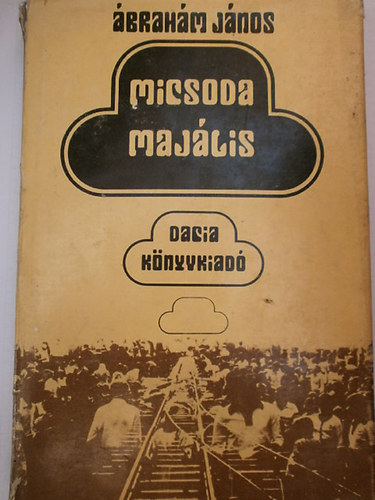 ÁBRAHÁM JÁNOS
MICSODA
MAJÁLIS
DACIA
KÖNYVKIADÓ